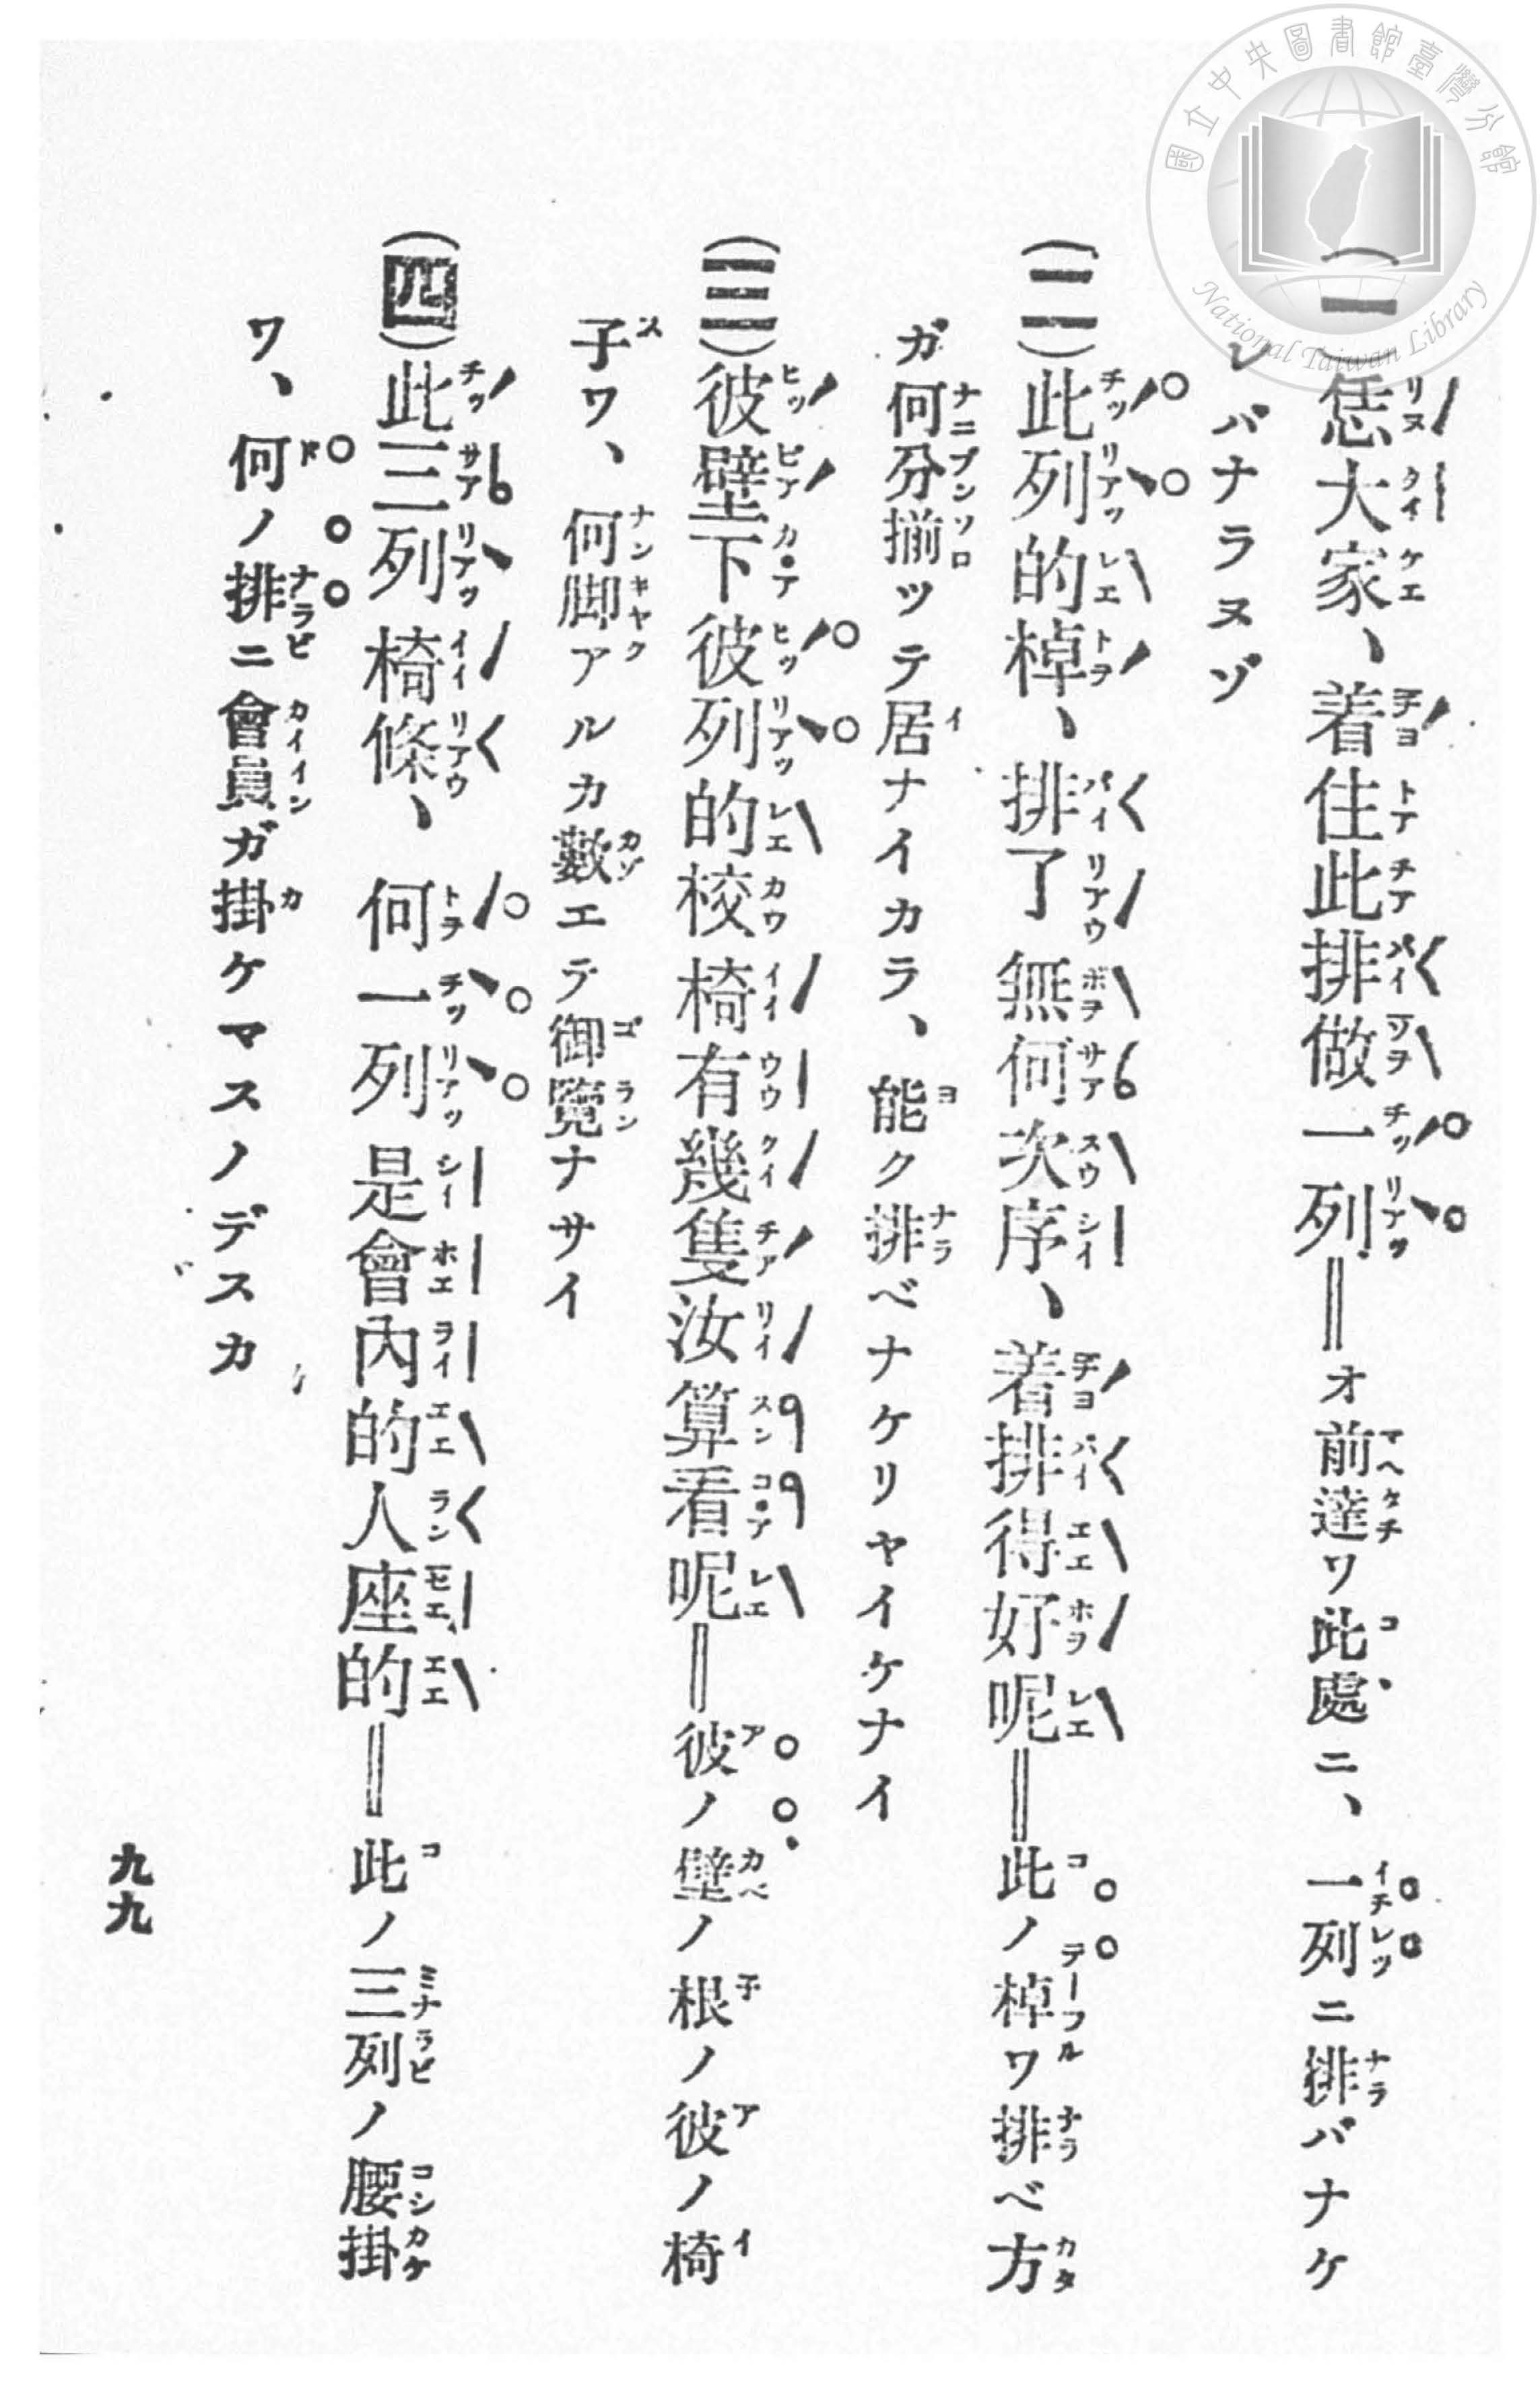 國立中央圖書館臺灣分館
National Taiwan Library
(一)恁大家、着住此排做一列=オ前達ワ此處ニ、一列ニ排バナケ
レバナラヌゾ
(二)此列的棹、排了無何次序、着排得好呢=此ノ棹ワ排ベ方
ガ何分揃ツテ居ナイカラ、能ク排ベナケリヤイケナイ
(三)彼壁下彼列的校椅有幾隻汝算看呢=彼ノ壁ノ根ノ彼ノ椅
子ワ、何脚アルカ數エテ御覽ナサイ
(四)此三列椅條、何一列是會內的人座的=此ノ三列ノ腰掛
ワ、何ノ排ニ會員ガ掛ケマスノデスカ
九九